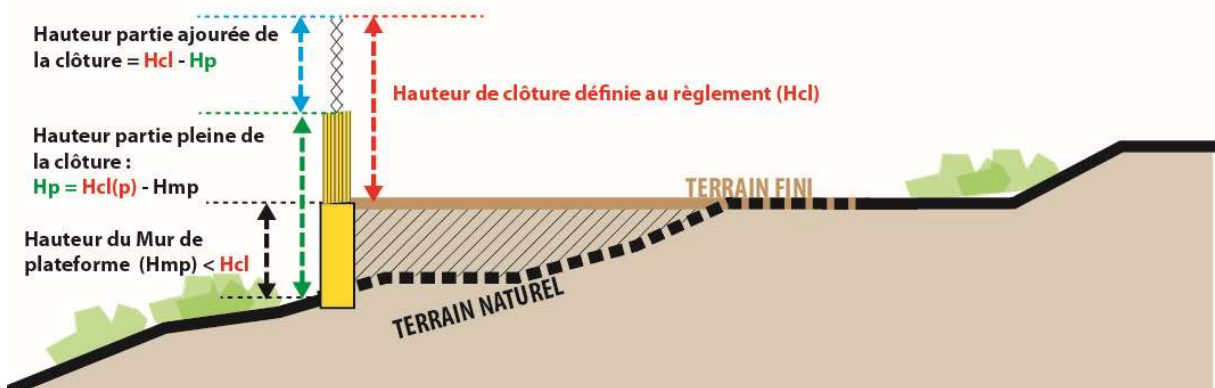 Hauteur partie ajourée de
la clôture = Hcl - Hp
Hauteur de clôture définie au règlement (Hcl)
Hauteur partie pleine de
la clôture :
Hp = Hcl(p) - Hmp
TERRAIN FINI
Hauteur du Mur de
plateforme (Hmp) < Hcl
TERRAIN NATUREL